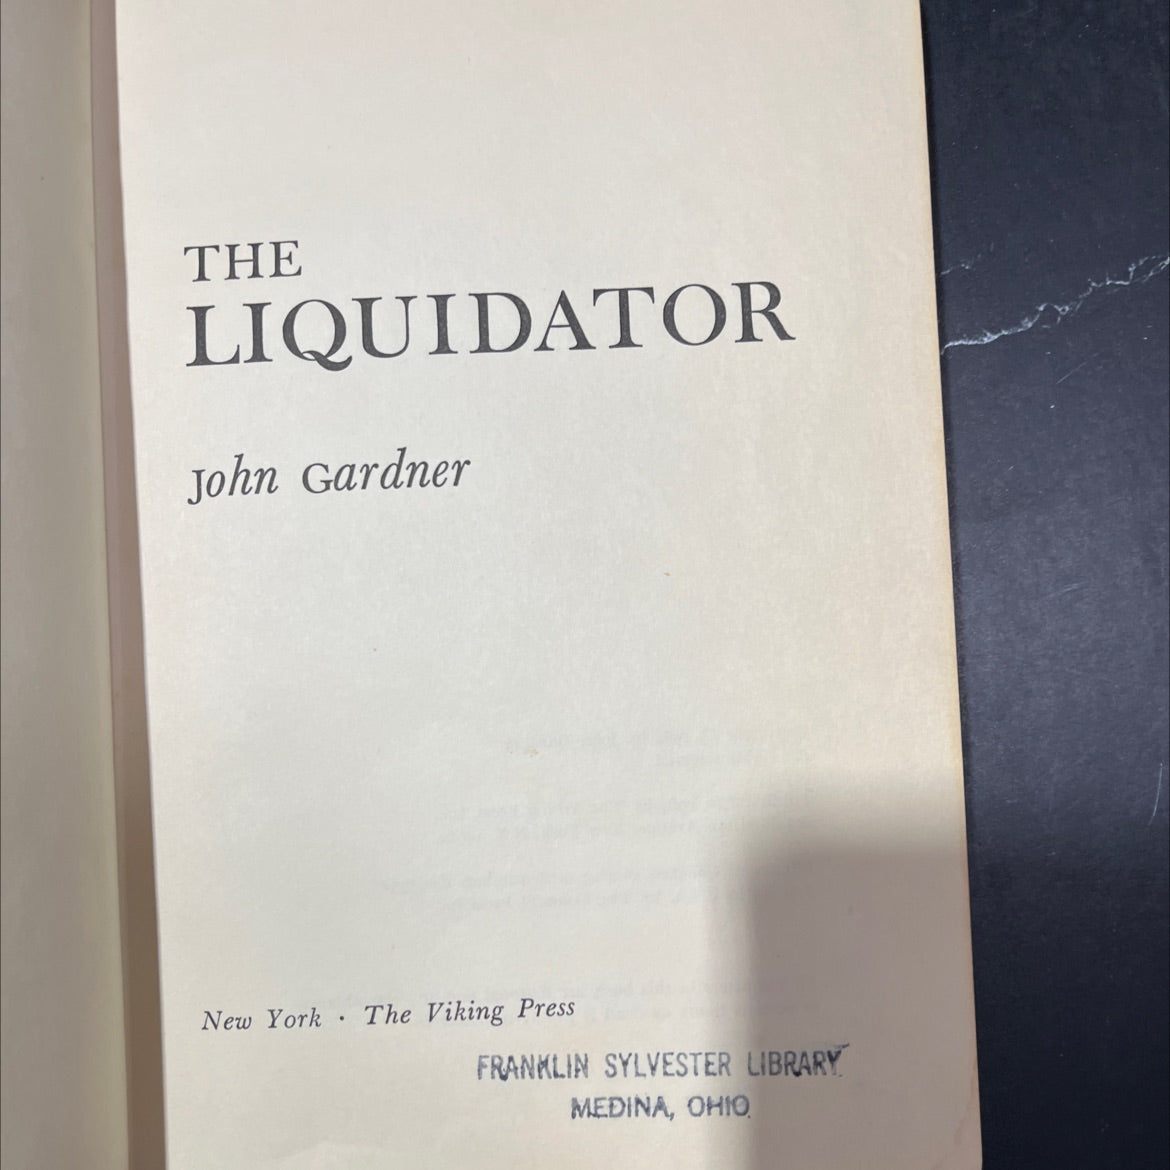 THE
LIQUIDATOR
John Gardner
New York · The Viking Press
FRANKLIN SYLVESTER LIBRARY
MEDINA, OHIO